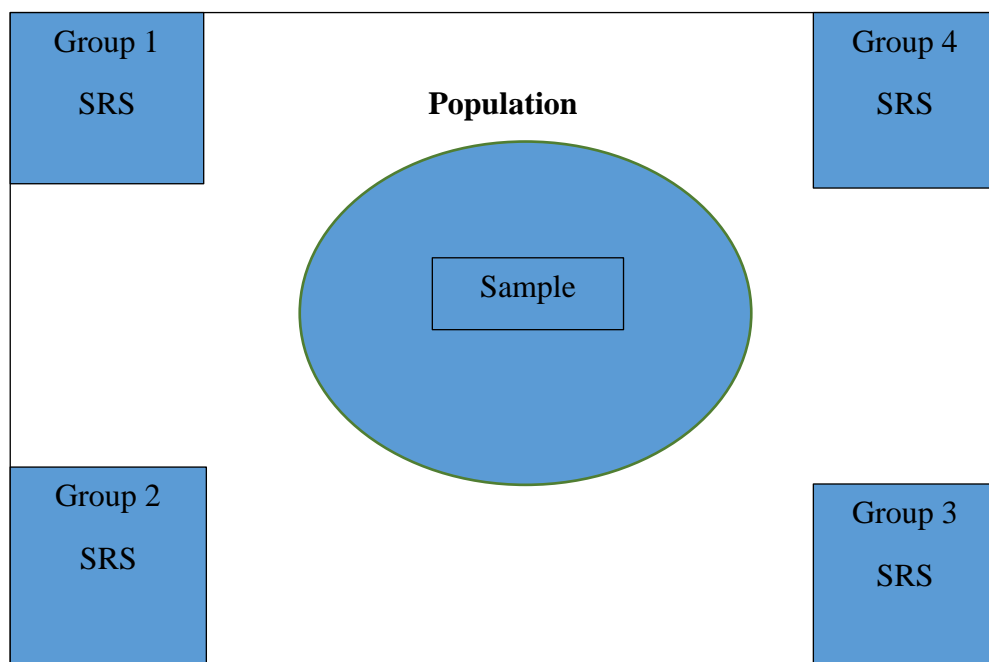 Group 1
SRS
Group 4
SRS
Population
Sample
Group 2
SRS
Group 3
SRS